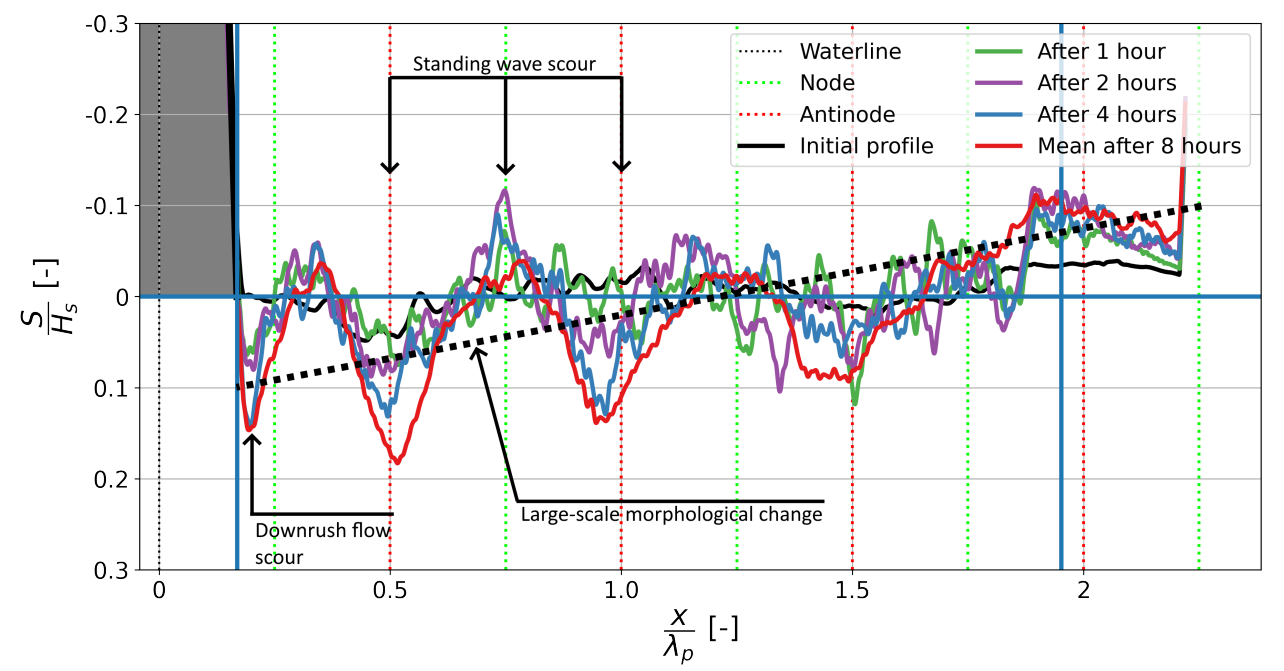 -0.3
-0.2
-0.1
0
0.1
0.2
0.3
S/H_s [-]
0
0.5
1.0
1.5
2
x/λ_p [-]
Standing wave scour
Waterline
Node
Antinode
Initial profile
After 1 hour
After 2 hours
After 4 hours
Mean after 8 hours
Downrush flow
scour
Large-scale morphological change